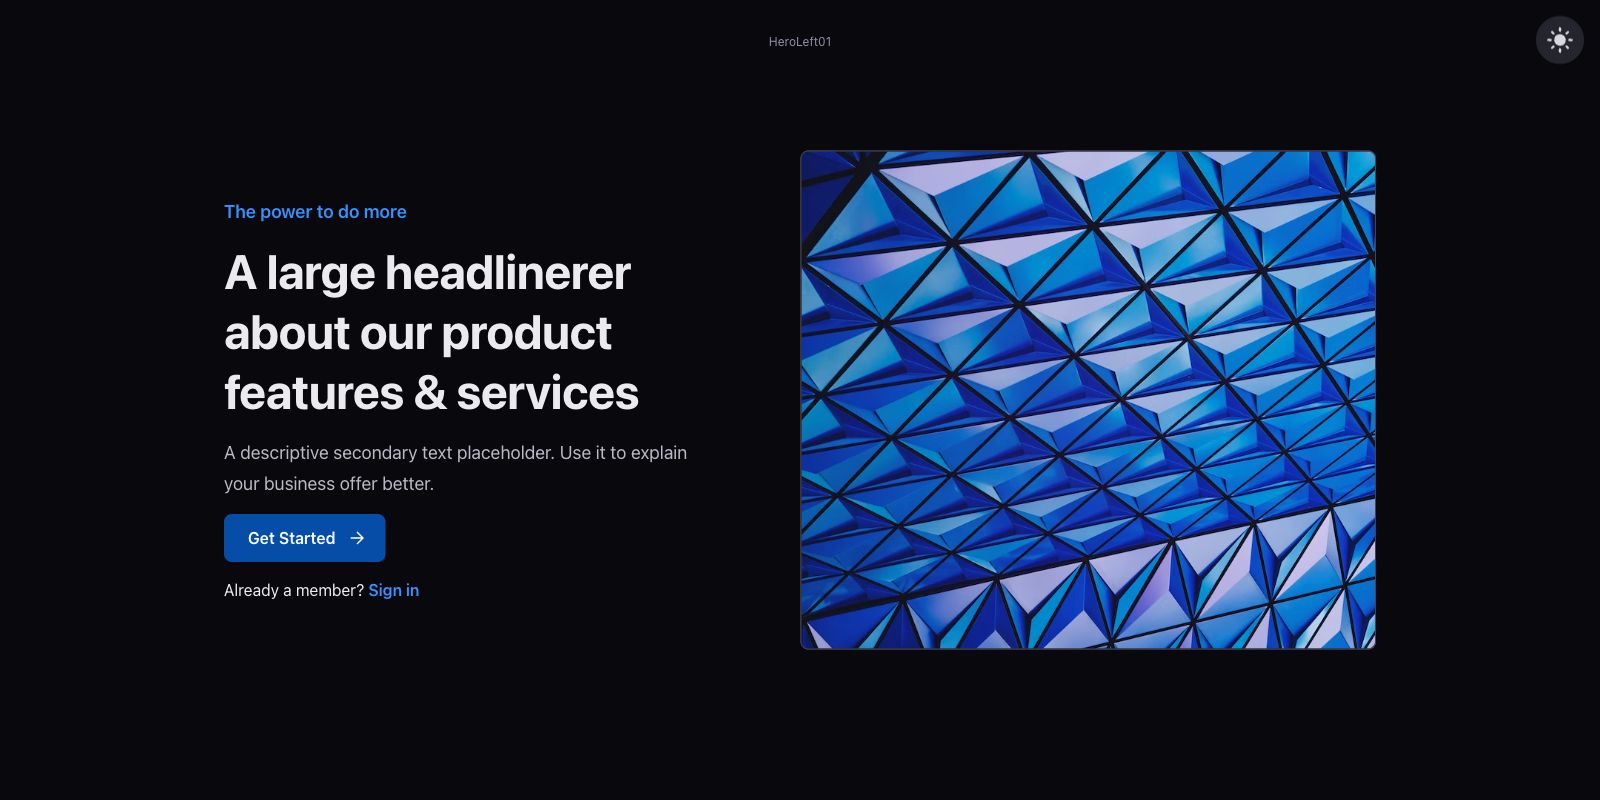 HeroLeft01
The power to do more
A large headlinerer
about our product
features & services
A descriptive secondary text placeholder. Use it to explain
your business offer better.
Get Started
Already a member? Sign in